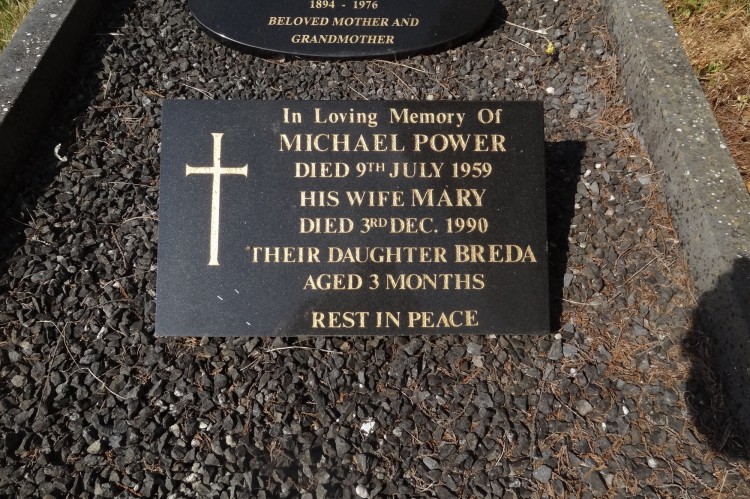 1894 - 1976
BELOVED MOTHER AND
GRANDMOTHER
In Loving Memory Of
MICHAEL POWER
DIED 9TH JULY 1959
HIS WIFE MARY
DIED 3RD DEC. 1990
THEIR DAUGHTER BREDA
AGED 3 MONTHS
REST IN PEACE